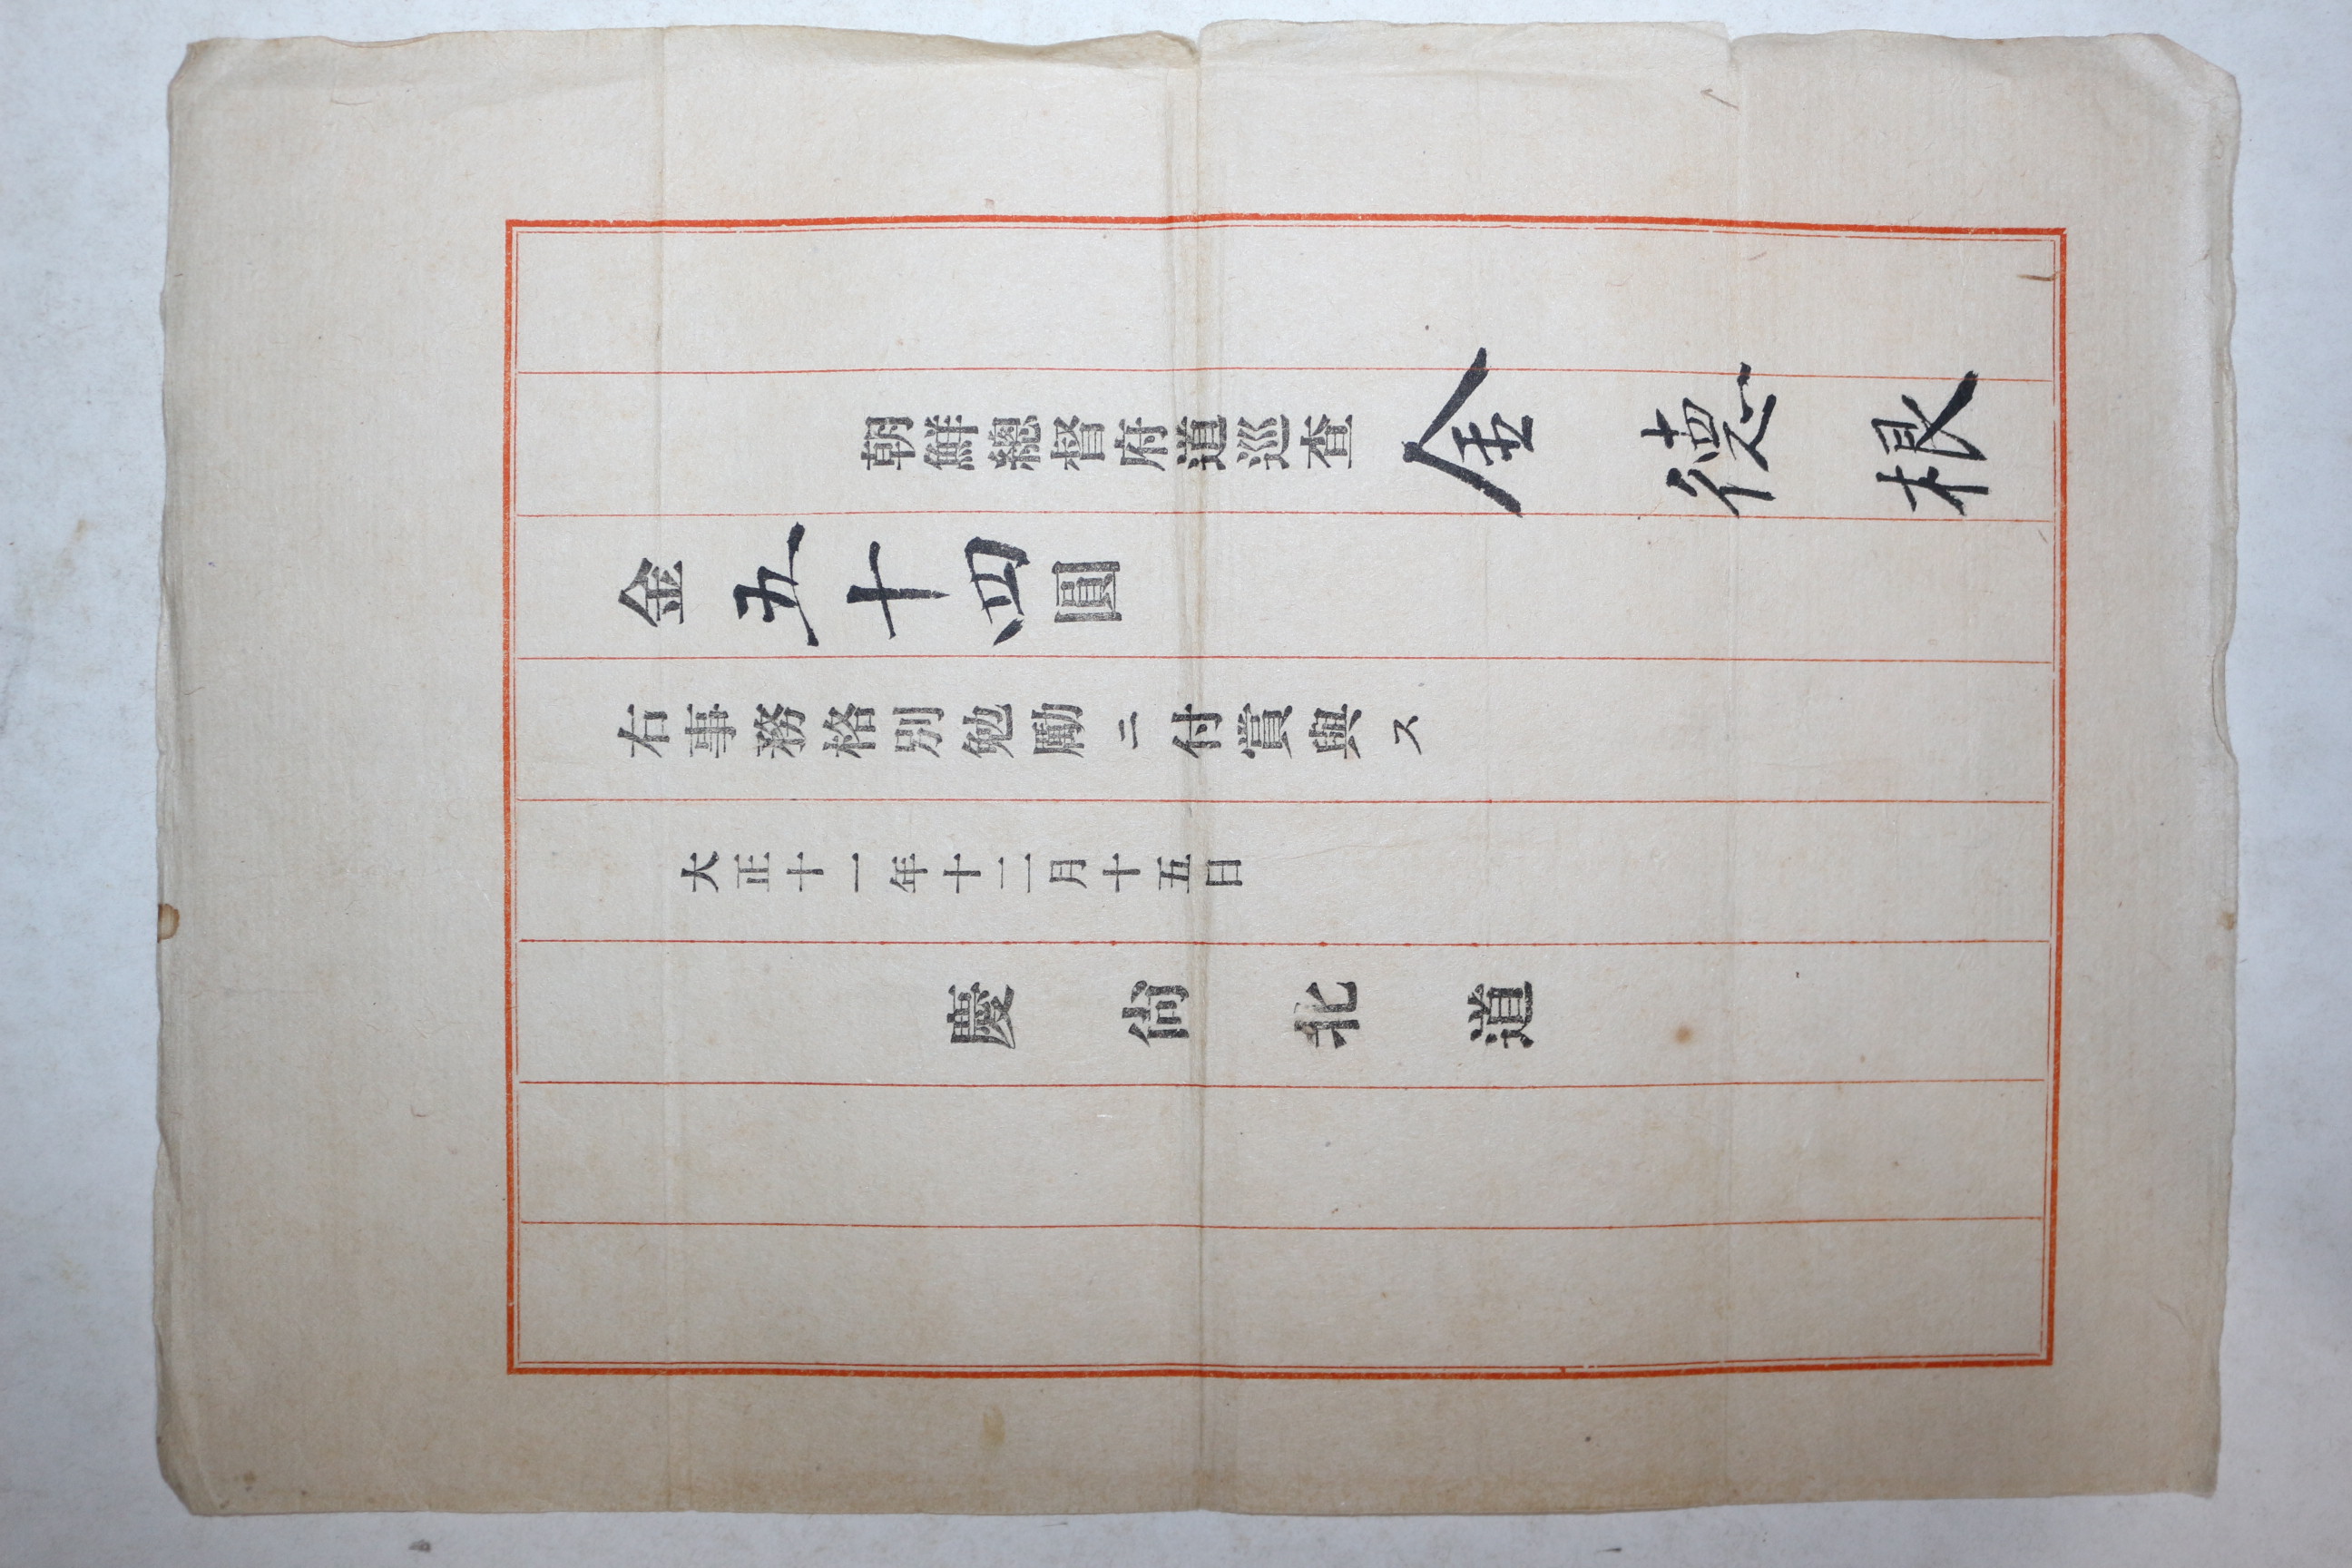 朝鮮總督府道巡査 金德根
金五十四圓
右事務格別勉勵ニ付賞與ス
大正十一年十二月十五日
慶尙北道